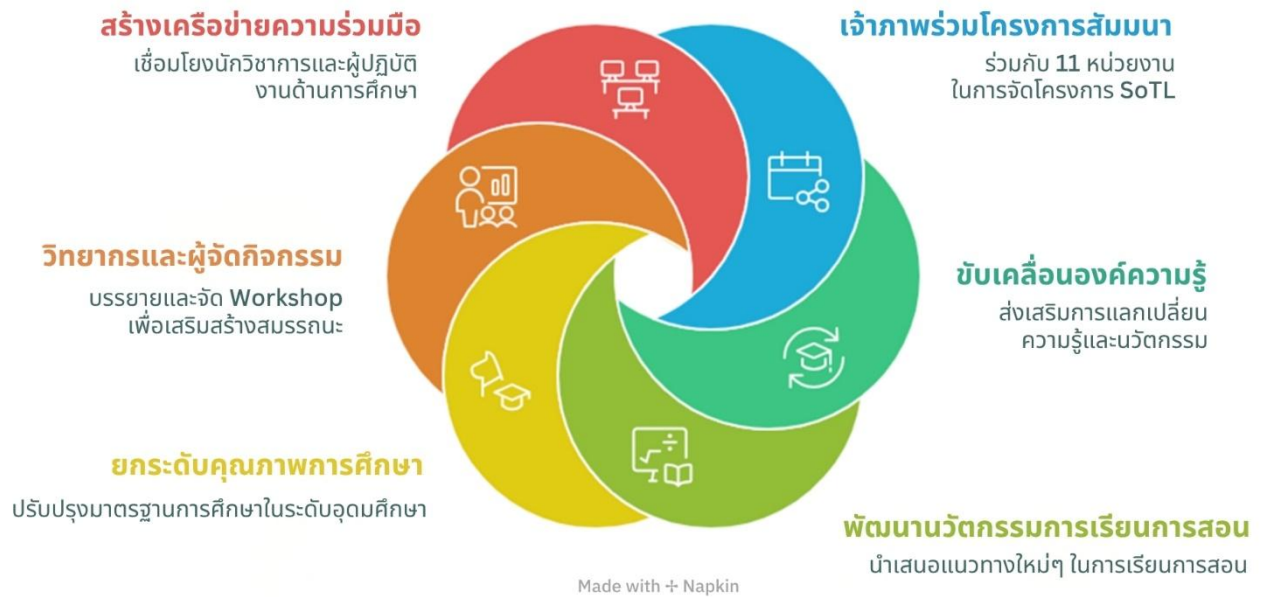 สร้างเครือข่ายความร่วมมือ
เชื่อมโยงนักวิชาการและผู้ปฏิบัติ
งานด้านการศึกษา
เจ้าภาพร่วมโครงการสัมมนา
ร่วมกับ 11 หน่วยงาน
ในการจัดโครงการ SoTL
วิทยากรและผู้จัดกิจกรรม
บรรยายและจัด Workshop
เพื่อเสริมสร้างสมรรถนะ
ขับเคลื่อนองค์ความรู้
ส่งเสริมการแลกเปลี่ยน
ความรู้และนวัตกรรม
ยกระดับคุณภาพการศึกษา
ปรับปรุงมาตรฐานการศึกษาในระดับอุดมศึกษา
พัฒนานวัตกรรมการเรียนการสอน
นำเสนอแนวทางใหม่ๆ ในการเรียนการสอน
Made with Napkin